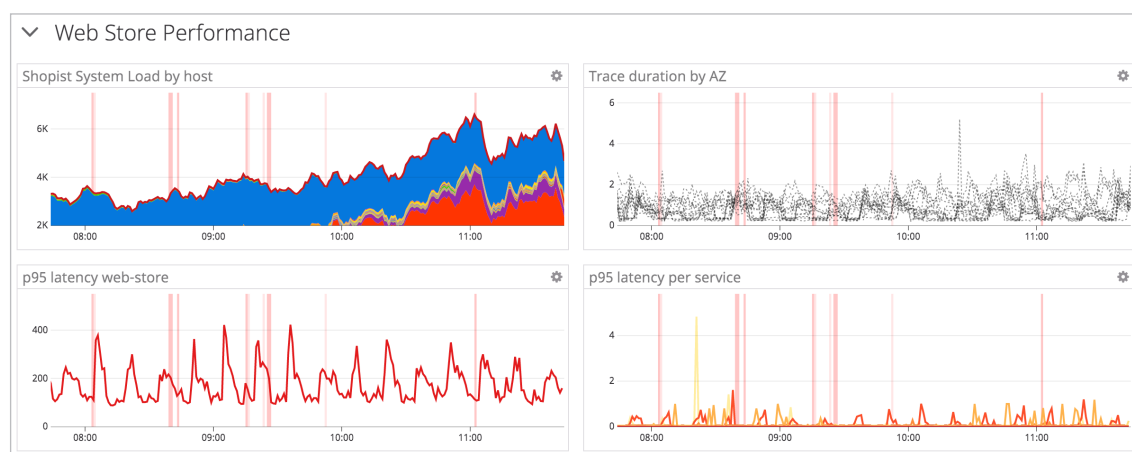 Web Store Performance
Shopist System Load by host
6K
4K
2K
08:00 09:00 10:00 11:00
Trace duration by AZ
6
4
2
0
08:00 09:00 10:00 11:00
p95 latency web-store
400
200
0
08:00 09:00 10:00 11:00
p95 latency per service
4
2
0
08:00 09:00 10:00 11:00